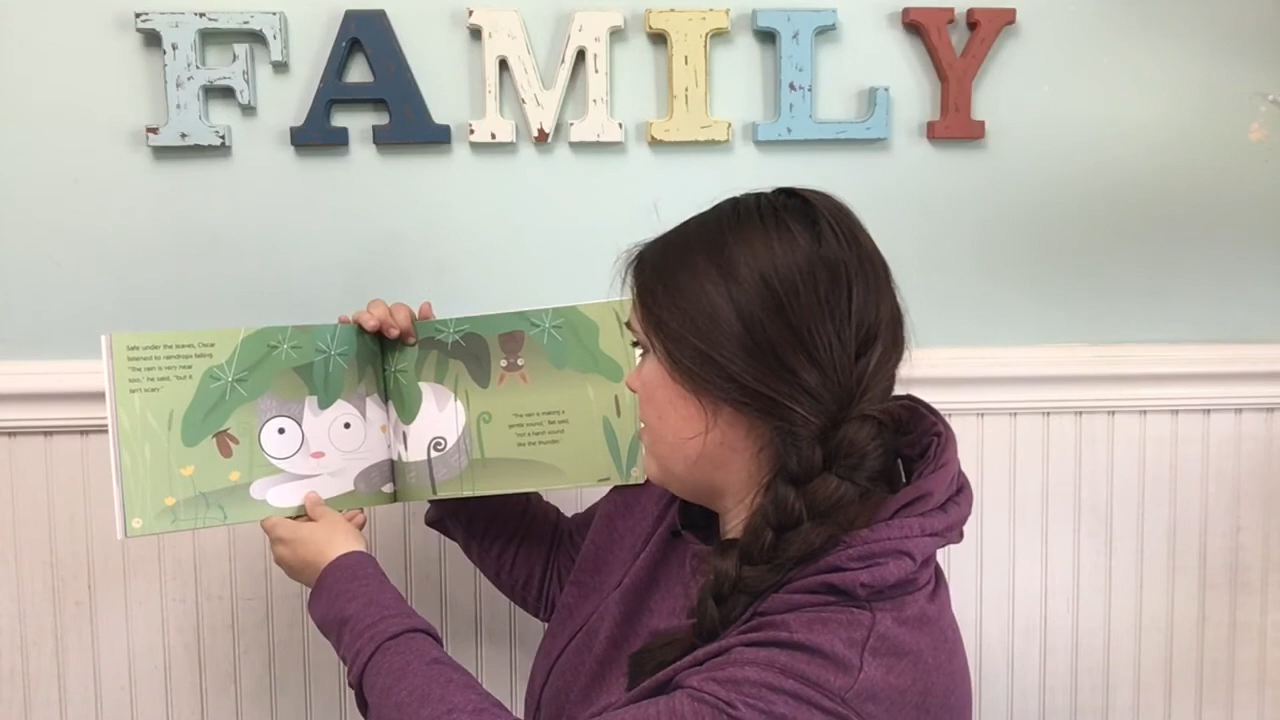 FAMILY
Safe under the leaves, Oscar
listened to raindrops falling.
"The rain is very near
too," he said, "but it
isn't scary."
"The rain is making a
gentle sound," Bat said,
"not a harsh sound
like the thunder."